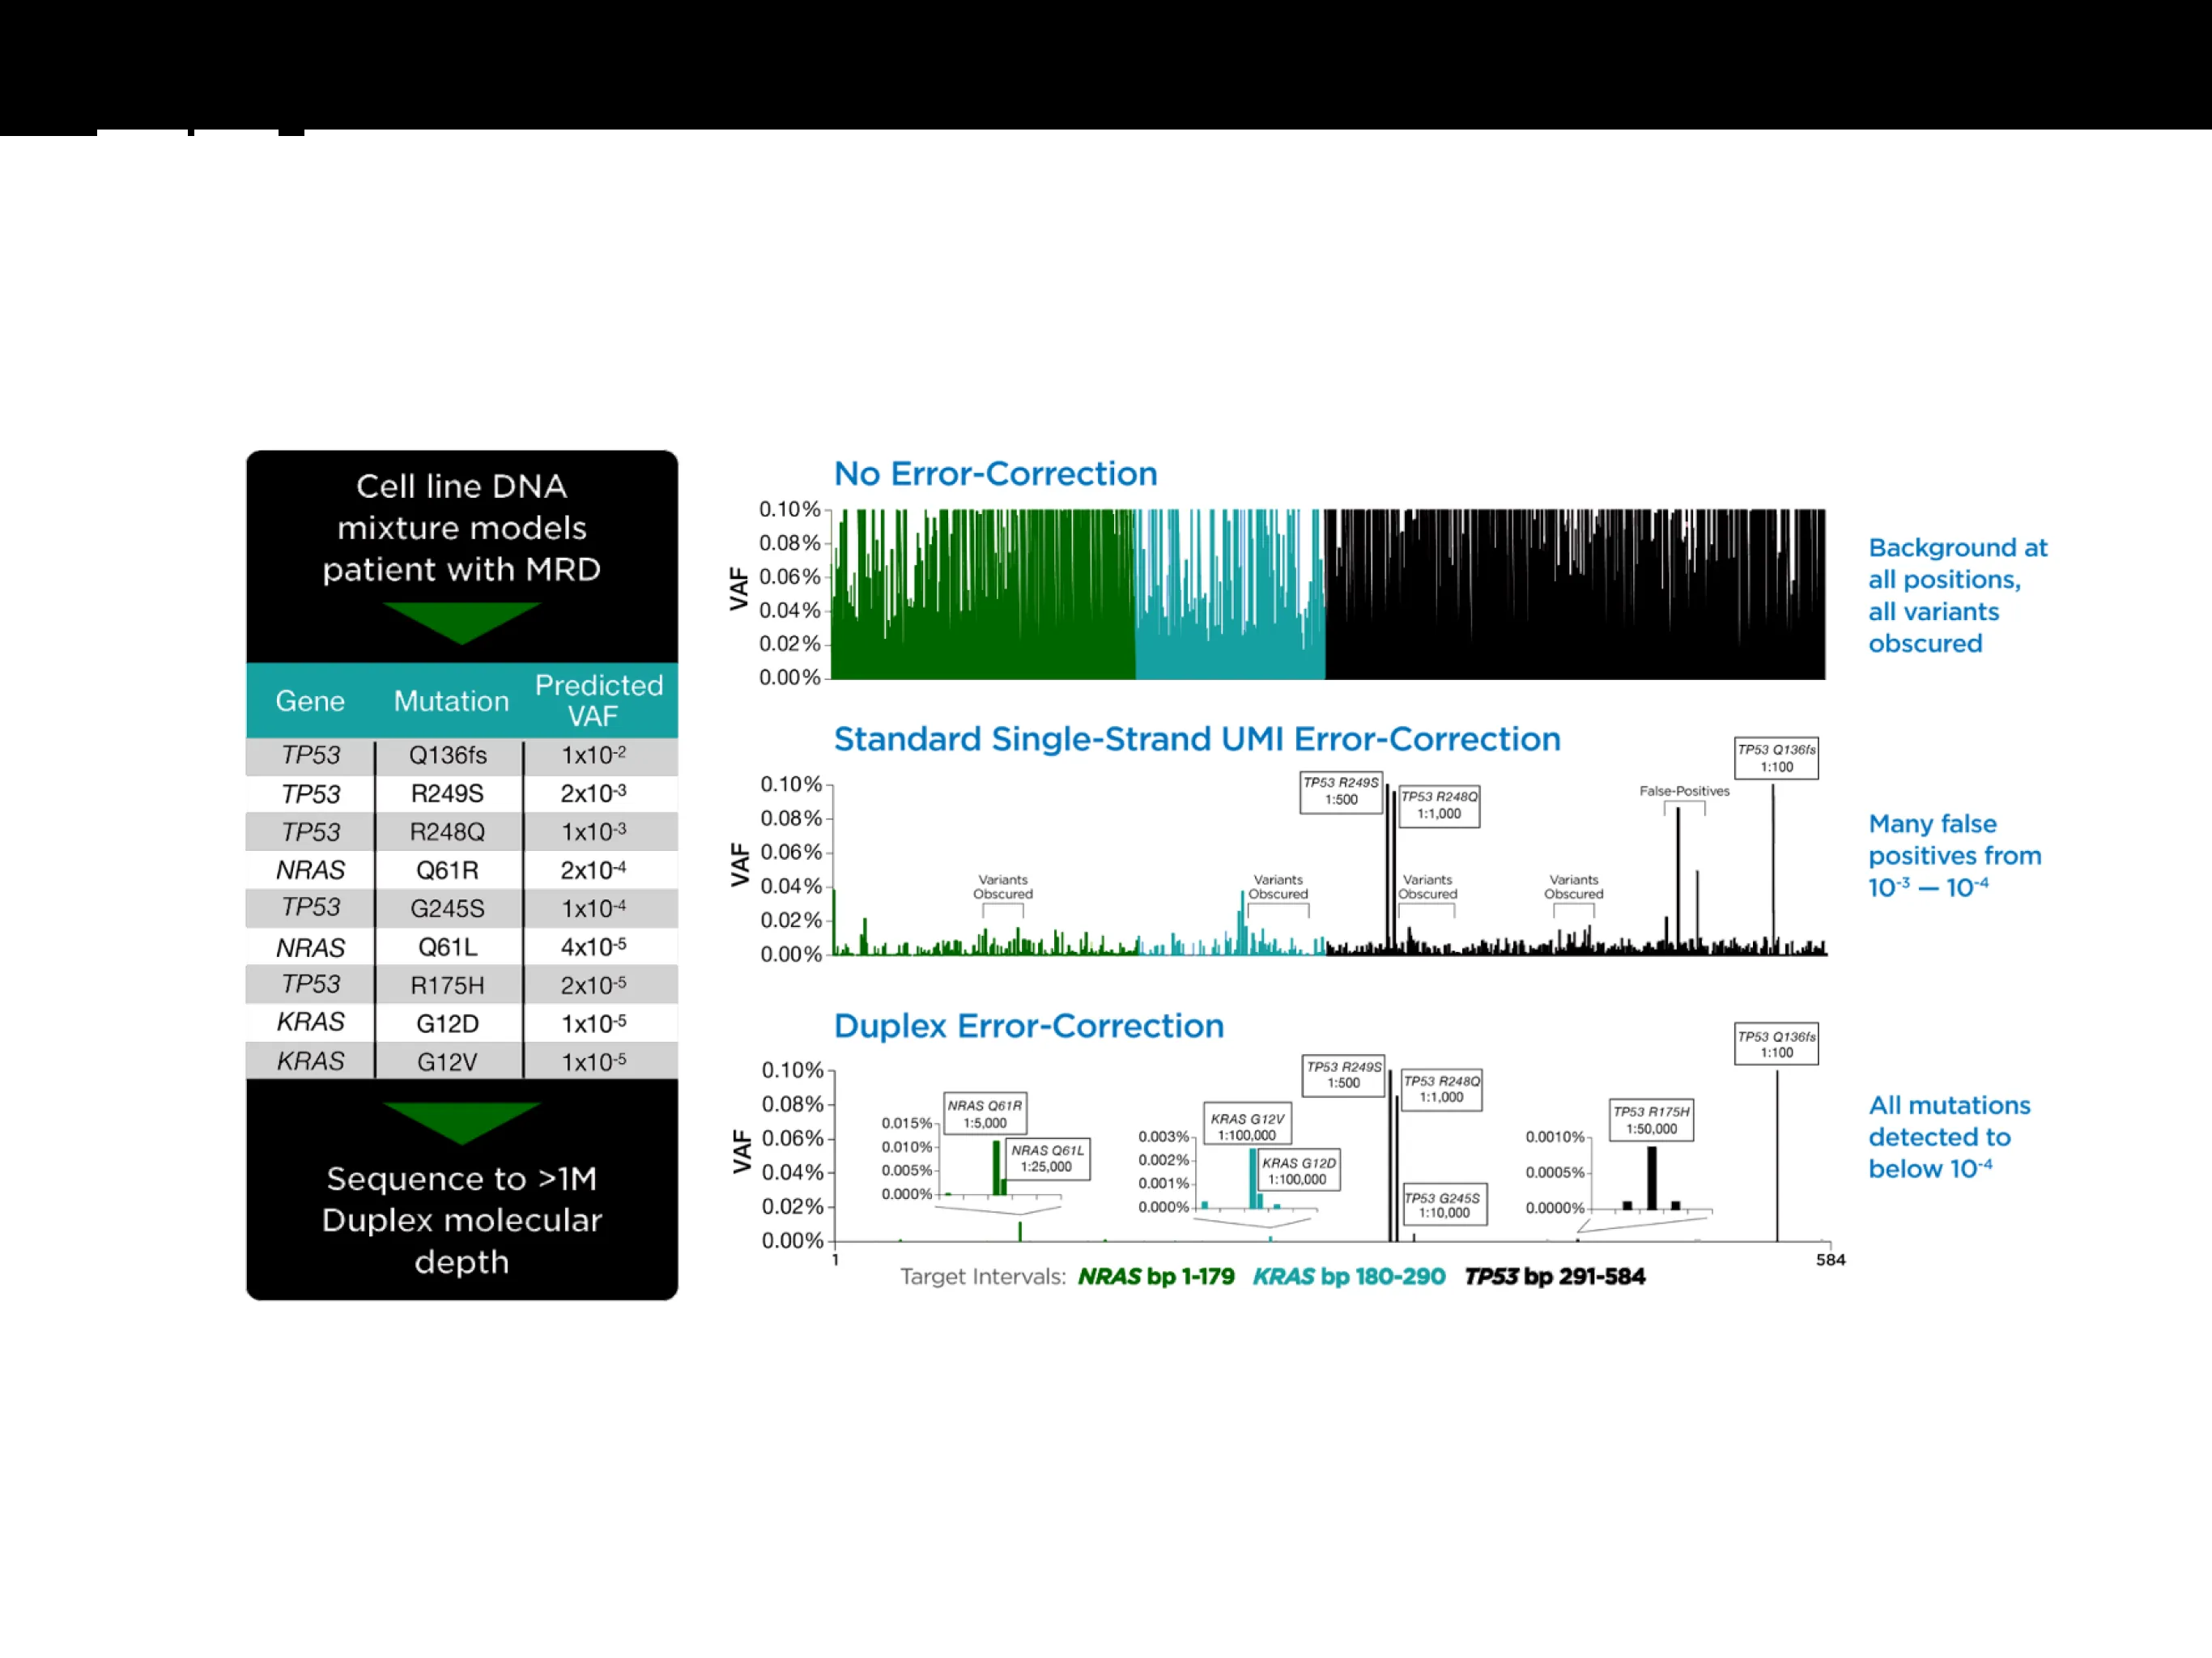 Cell line DNA
mixture models
patient with MRD
Gene Mutation Predicted VAF
TP53 Q136fs 1x10⁻²
TP53 R249S 2x10⁻³
TP53 R248Q 1x10⁻³
NRAS Q61R 2x10⁻⁴
TP53 G245S 1x10⁻⁴
NRAS Q61L 4x10⁻⁵
TP53 R175H 2x10⁻⁵
KRAS G12D 1x10⁻⁵
KRAS G12V 1x10⁻⁵
Sequence to >1M
Duplex molecular
depth
No Error-Correction
VAF
0.10%
0.08%
0.06%
0.04%
0.02%
0.00%
Background at
all positions,
all variants
obscured
Standard Single-Strand UMI Error-Correction
VAF
0.10%
0.08%
0.06%
0.04%
0.02%
0.00%
Variants
Obscured
Variants
Obscured
TP53 R249S
1:500
TP53 R248Q
1:1,000
Variants
Obscured
Variants
Obscured
False-Positives
TP53 Q136fs
1:100
Many false
positives from
10⁻³ — 10⁻⁴
Duplex Error-Correction
VAF
0.10%
0.08%
0.06%
0.04%
0.02%
0.00%
0.015%
0.010%
0.005%
0.000%
NRAS Q61R
1:5,000
NRAS Q61L
1:25,000
0.003%
0.002%
0.001%
0.000%
KRAS G12V
1:100,000
KRAS G12D
1:100,000
TP53 R249S
1:500
TP53 R248Q
1:1,000
TP53 G245S
1:10,000
0.0010%
0.0005%
0.0000%
TP53 R175H
1:50,000
TP53 Q136fs
1:100
All mutations
detected to
below 10⁻⁴
1
584
Target Intervals: NRAS bp 1-179 KRAS bp 180-290 TP53 bp 291-584